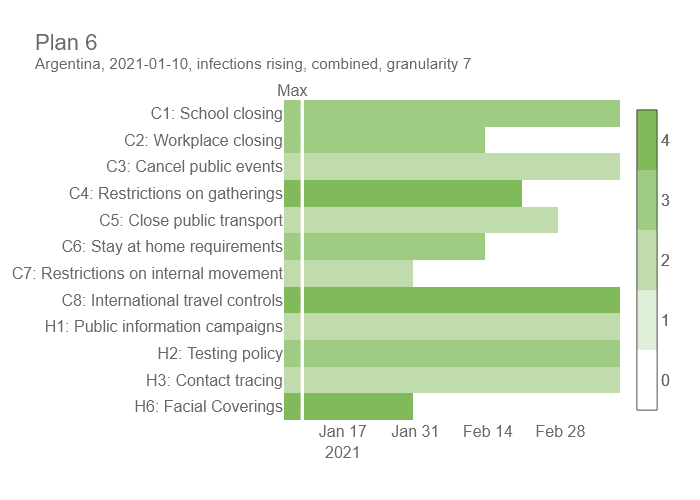 Plan 6
Argentina, 2021-01-10, infections rising, combined, granularity 7
Max
C1: School closing
C2: Workplace closing
C3: Cancel public events
C4: Restrictions on gatherings
C5: Close public transport
C6: Stay at home requirements
C7: Restrictions on internal movement
C8: International travel controls
H1: Public information campaigns
H2: Testing policy
H3: Contact tracing
H6: Facial Coverings
Jan 17 Jan 31 Feb 14 Feb 28
2021
4
3
2
1
0